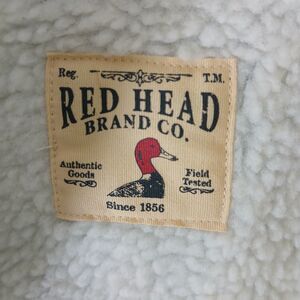 Reg. T.M.
RED HEAD
BRAND CO.
Authentic Field
Goods Tested
Since 1856